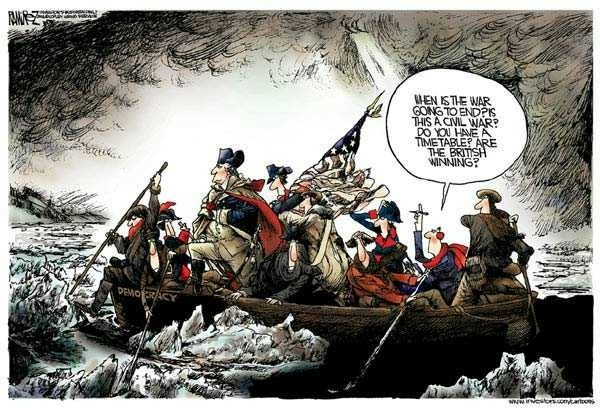 WHEN IS THE WAR
GOING TO END? IS
THIS A CIVIL WAR?
DO YOU HAVE A
TIMETABLE? ARE
THE BRITISH
WINNING?
DEMOCRACY
www.investors.com/cartoons